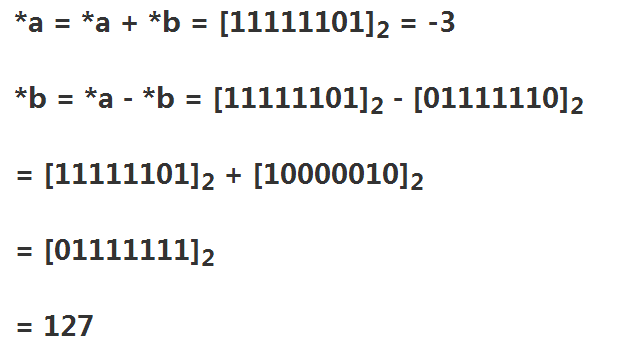 *a = *a + *b = [11111101]₂ = -3
*b = *a - *b = [11111101]₂ - [01111110]₂
= [11111101]₂ + [10000010]₂
= [01111111]₂
= 127